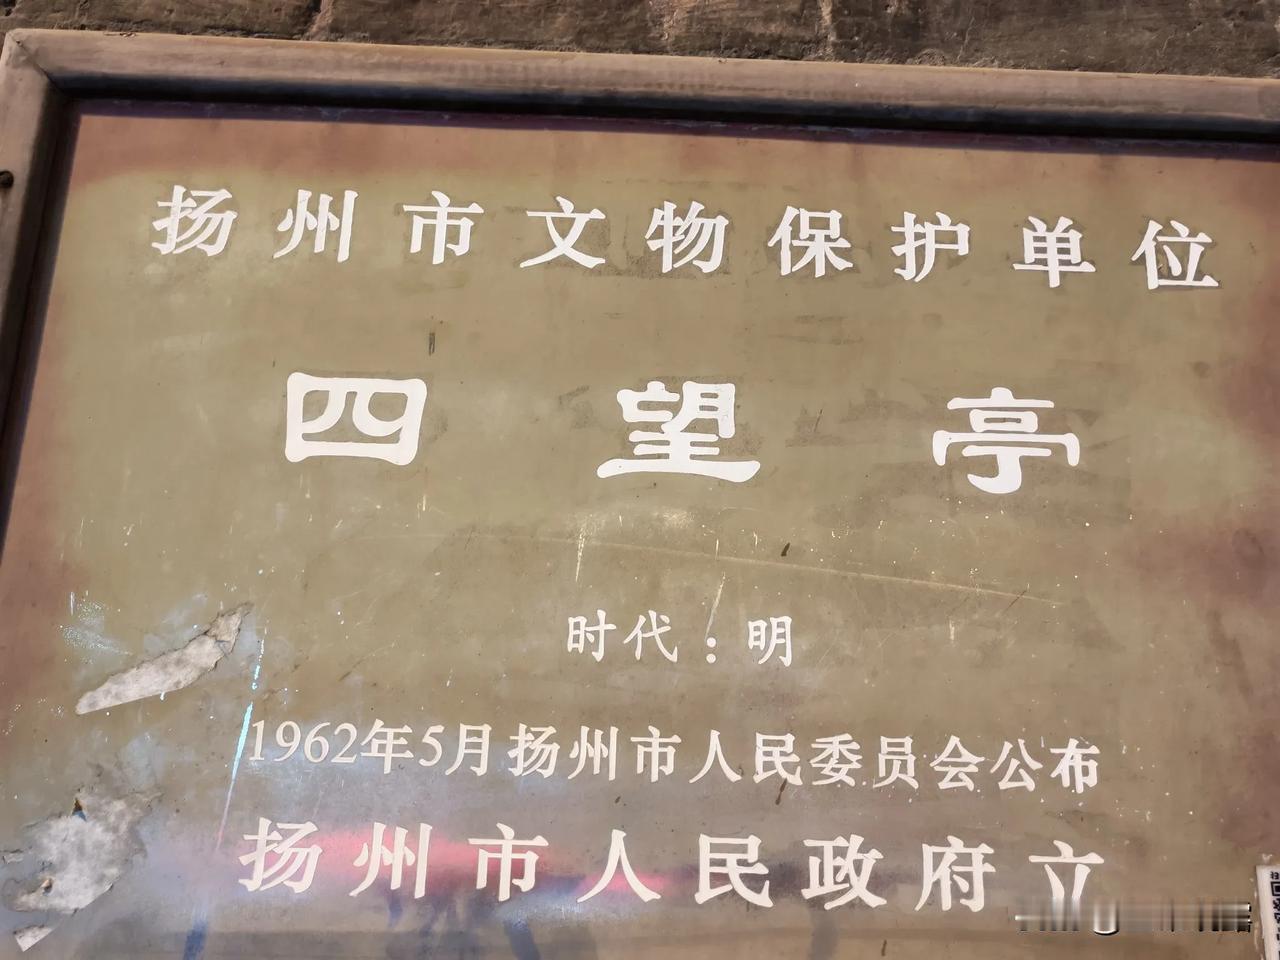 扬州市文物保护单位
四望亭
时代：明
1962年5月扬州市人民委员会公布
扬州市人民政府立